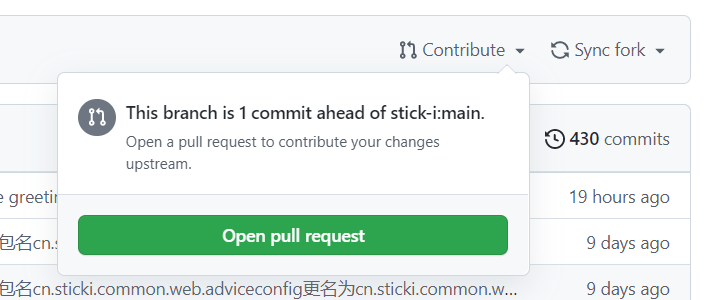 Contribute
Sync fork
This branch is 1 commit ahead of stick-i:main.
Open a pull request to contribute your changes
upstream.
430 commits
Open pull request
greetin
19 hours ago
包名cn.s
9 days ago
包名cn.sticki.common.web.adviceconfig更名为cn.sticki.common.w...
9 days ago